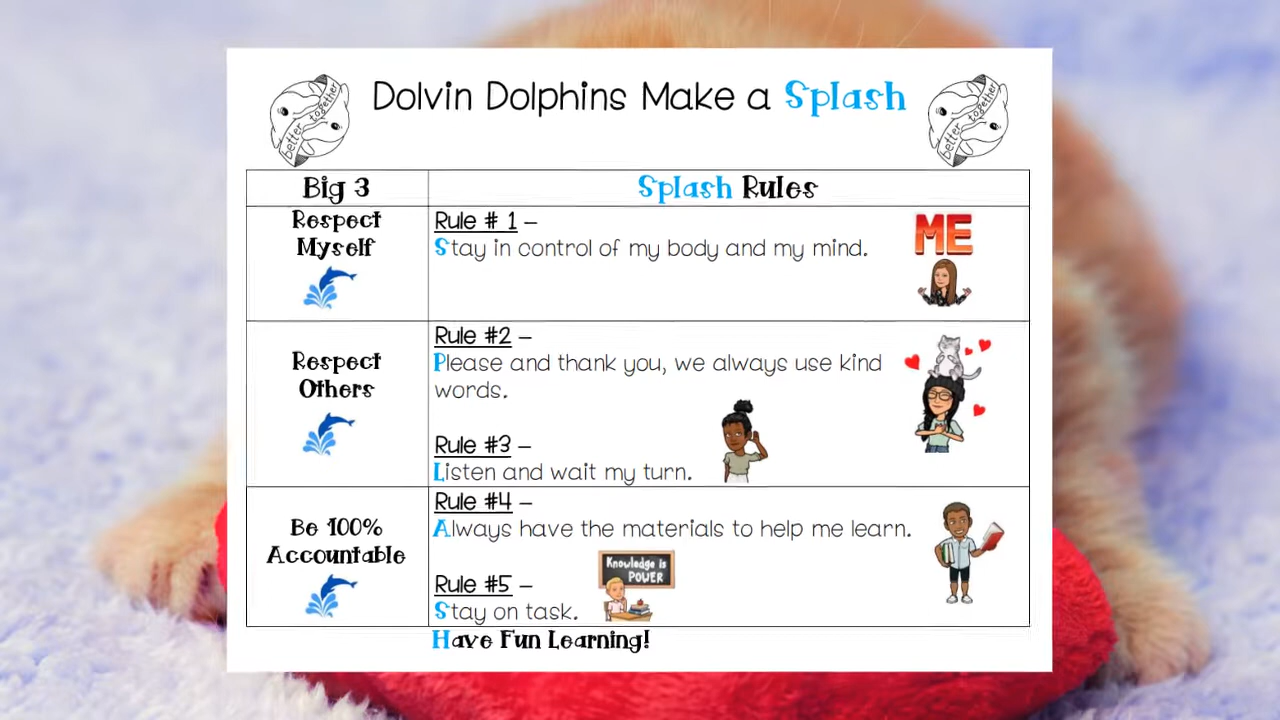 Dolvin Dolphins Make a Splash
better together
better together
Big 3
Splash Rules
Respect
Myself
Rule # 1 –
Stay in control of my body and my mind.
ME
Respect
Others
Rule #2 –
Please and thank you, we always use kind
words.
Rule #3 –
Listen and wait my turn.
Be 100%
Accountable
Rule #4 –
Always have the materials to help me learn.
Knowledge is
POWER
Rule #5 –
Stay on task.
Have Fun Learning!